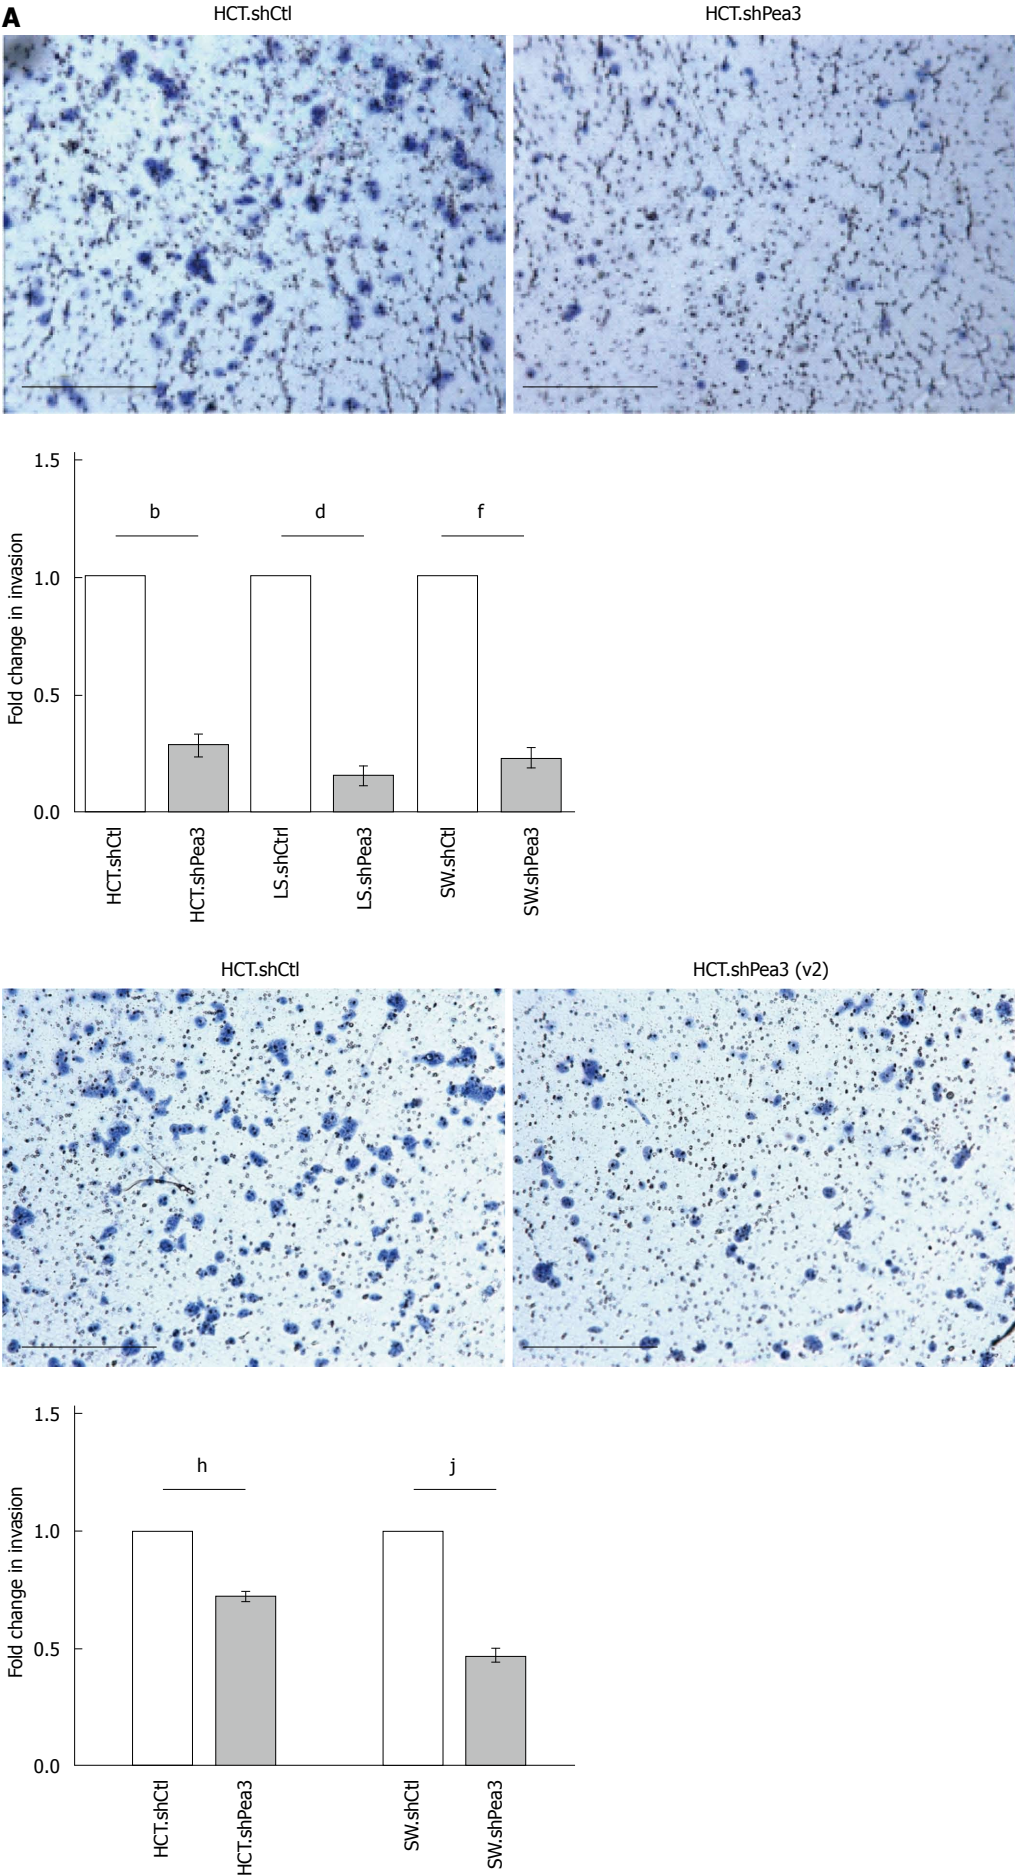 A
HCT.shCtl
HCT.shPea3
1.5
b
d
f
1.0
0.5
0.0
Fold change in invasion
HCT.shCtl
HCT.shPea3
LS.shCtrl
LS.shPea3
SW.shCtl
SW.shPea3
HCT.shCtl
HCT.shPea3 (v2)
1.5
h
j
1.0
0.5
0.0
Fold change in invasion
HCT.shCtl
HCT.shPea3
SW.shCtl
SW.shPea3